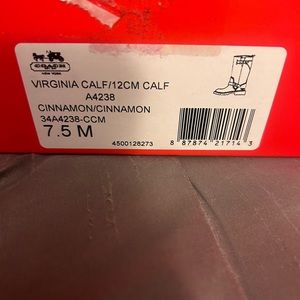 COACH
NEW YORK
VIRGINIA CALF/12CM CALF
A4238
CINNAMON/CINNAMON
34A4238-CCM
7.5 M
4500128273
8 87874 21714 3